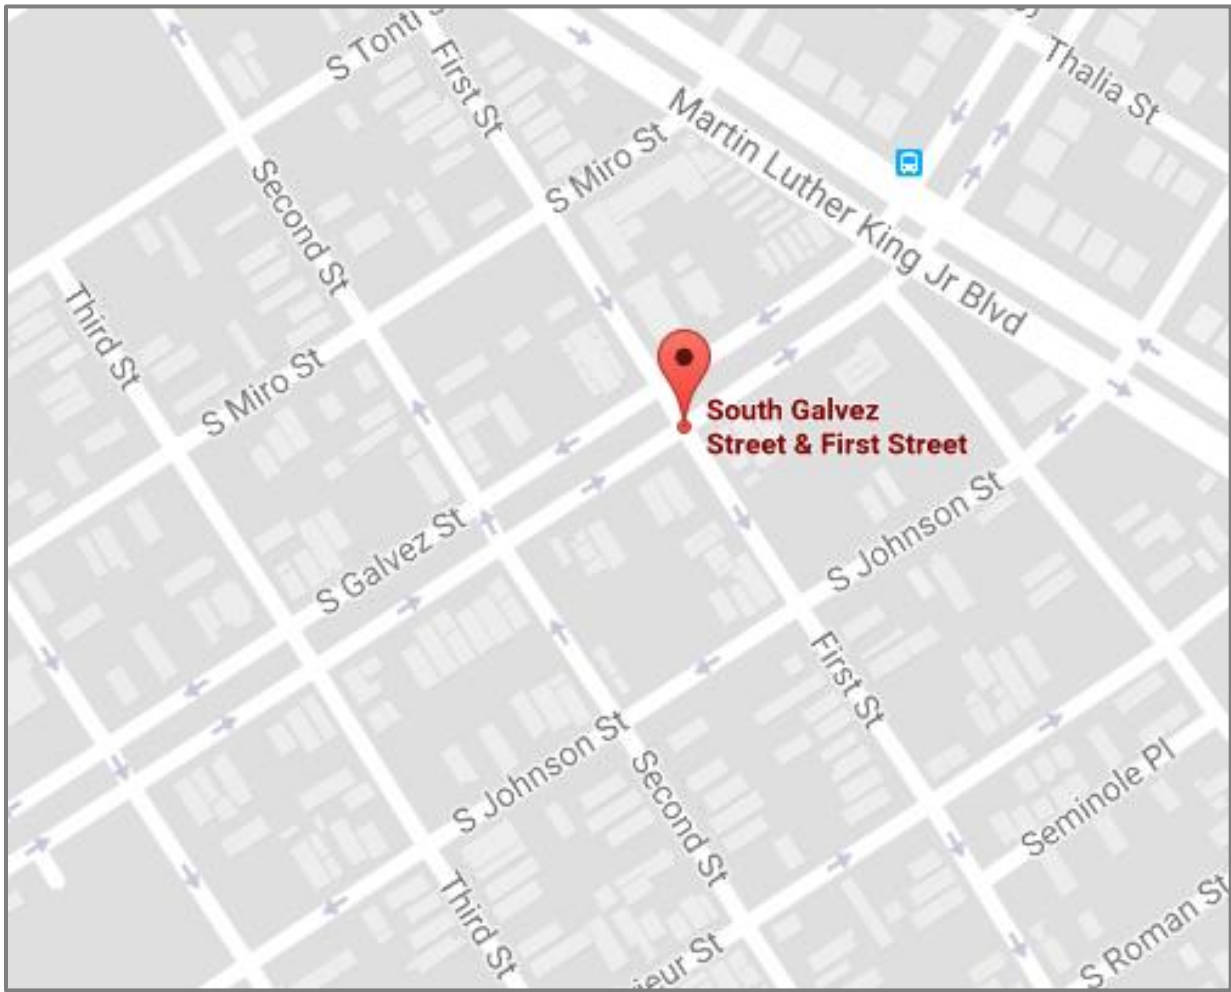 S Tonti
First St
Thalia St
Martin Luther King Jr Blvd
S Miro St
Second St
Third St
S Miro St
South Galvez
Street & First Street
S Galvez St
S Johnson St
First St
S Johnson St
Second St
Seminole Pl
Third St
S Roman St